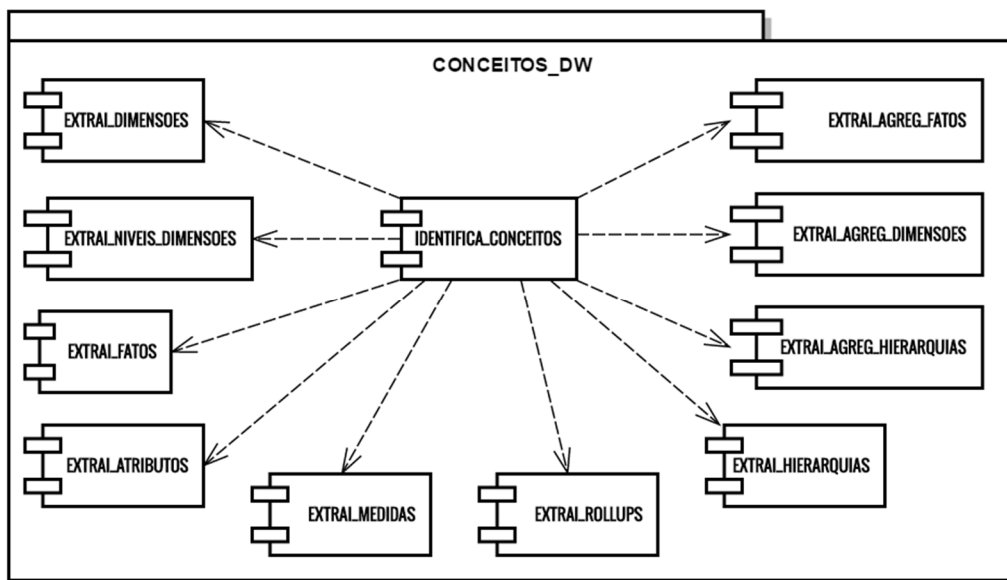 CONCEITOS_DW
EXTRAI_DIMENSOES
EXTRAI_AGREG_FATOS
EXTRAI_NIVEIS_DIMENSOES
IDENTIFICA_CONCEITOS
EXTRAI_AGREG_DIMENSOES
EXTRAI_FATOS
EXTRAI_AGREG_HIERARQUIAS
EXTRAI_ATRIBUTOS
EXTRAI_HIERARQUIAS
EXTRAI_MEDIDAS
EXTRAI_ROLLUPS